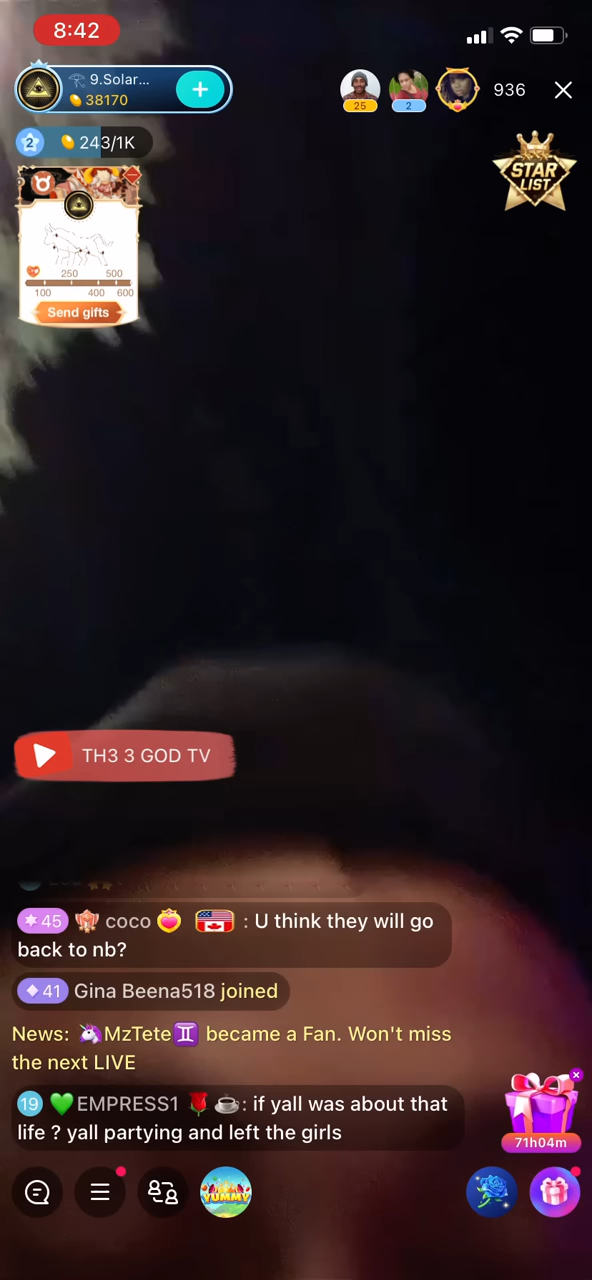 8:42
𓂀 9.Solar...
38170
25
2
936
2
243/1K
STAR
LIST
250 500
100 400 600
Send gifts
TH3 3 GOD TV
45 coco : U think they will go
back to nb?
41 Gina Beena518 joined
News: 🦄MzTete♊ became a Fan. Won't miss
the next LIVE
19 💚EMPRESS1 🌹☕: if yall was about that
life ? yall partying and left the girls
71h04m
YUMMY